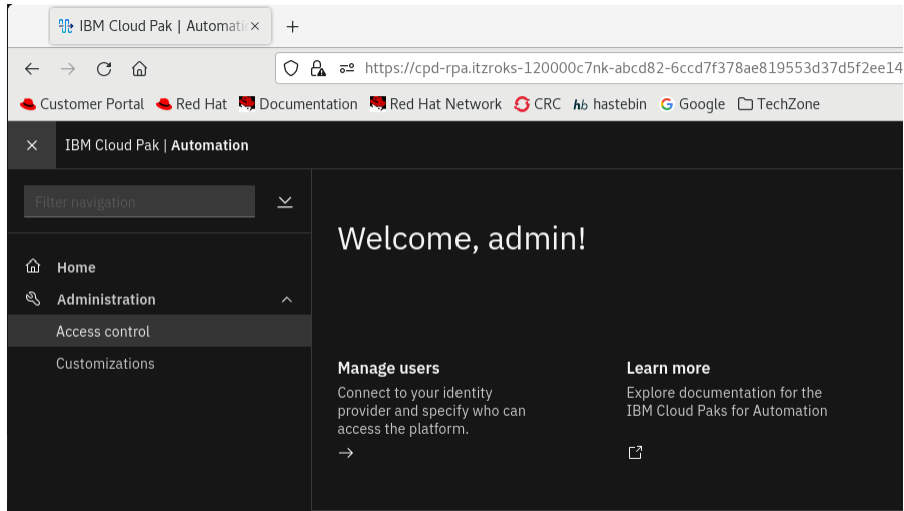 IBM Cloud Pak | Automatic
https://cpd-rpa.itzroks-120000c7nk-abcd82-6ccd7f378ae819553d37d5f2ee14
Customer Portal Red Hat Documentation Red Hat Network CRC hb hastebin Google TechZone
IBM Cloud Pak | Automation
Filter navigation
Home
Administration
Access control
Customizations
Welcome, admin!
Manage users
Connect to your identity
provider and specify who can
access the platform.
Learn more
Explore documentation for the
IBM Cloud Paks for Automation